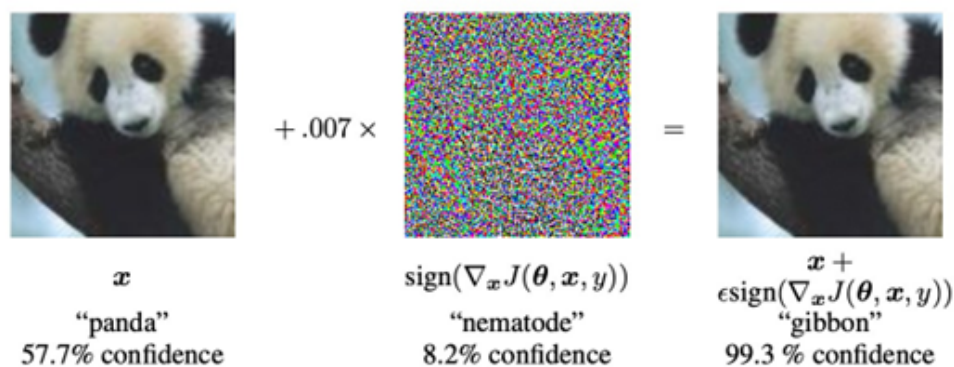 + .007 ×
=
x
"panda"
57.7% confidence
sign(∇ₓJ(θ, x, y))
"nematode"
8.2% confidence
x +
ϵsign(∇ₓJ(θ, x, y))
"gibbon"
99.3 % confidence